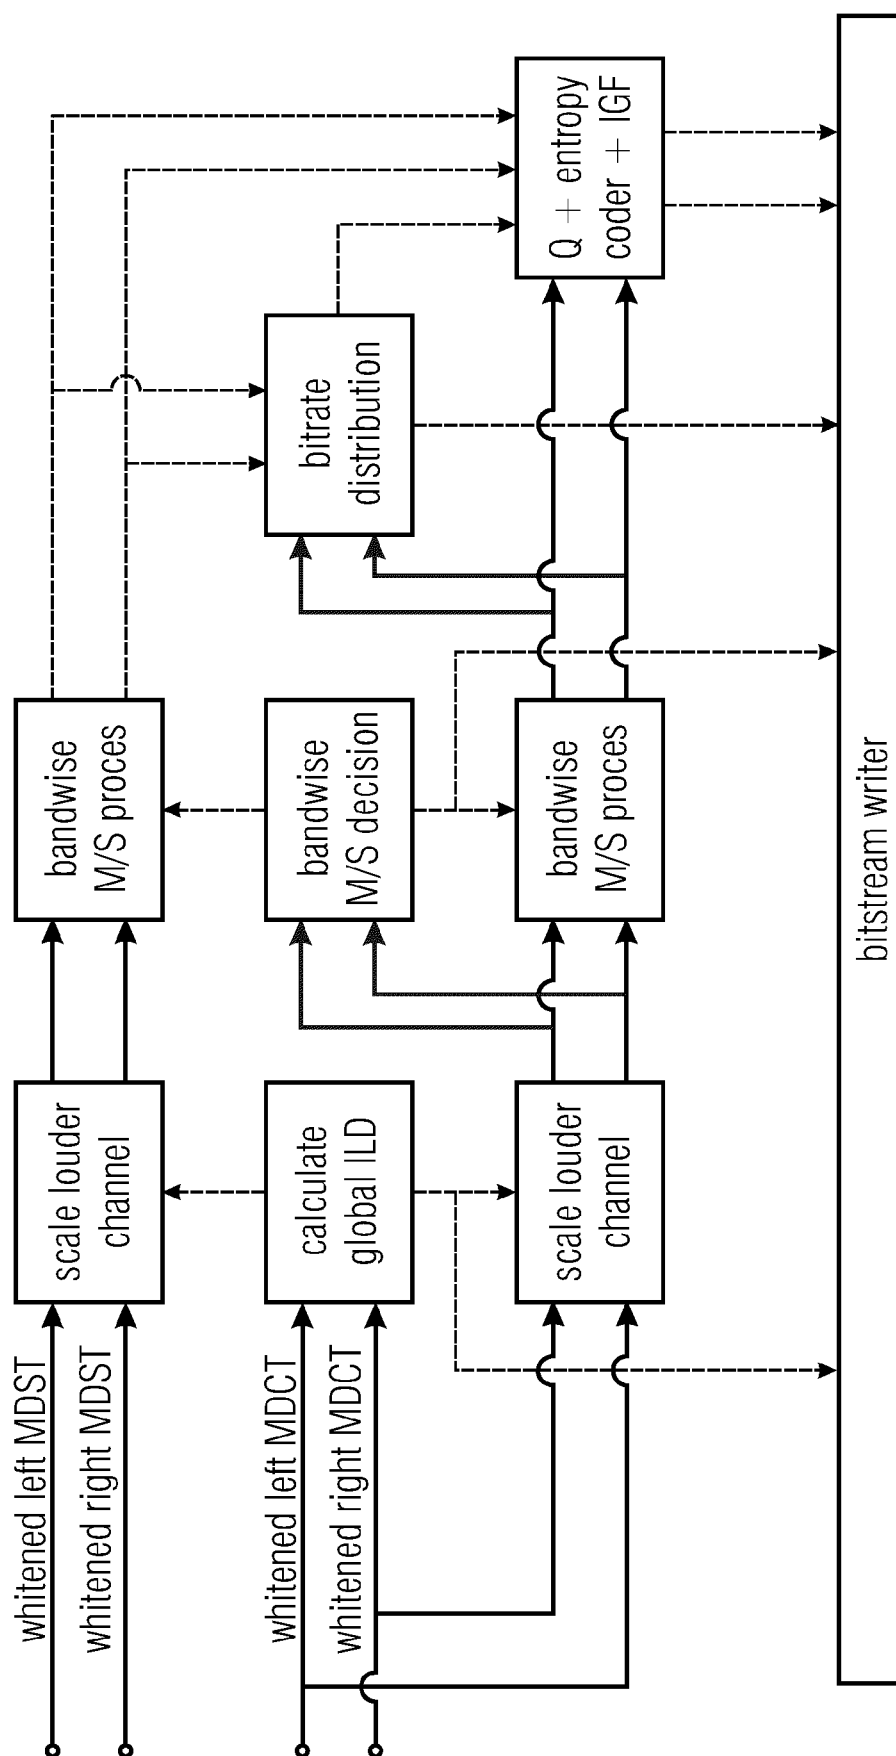 whitened left MDST
whitened right MDST
whitened left MDCT
whitened right MDCT
scale louder
channel
calculate
global ILD
scale louder
channel
bandwise
M/S proces
bandwise
M/S decision
bandwise
M/S proces
bitrate
distribution
Q + entropy
coder + IGF
bitstream writer